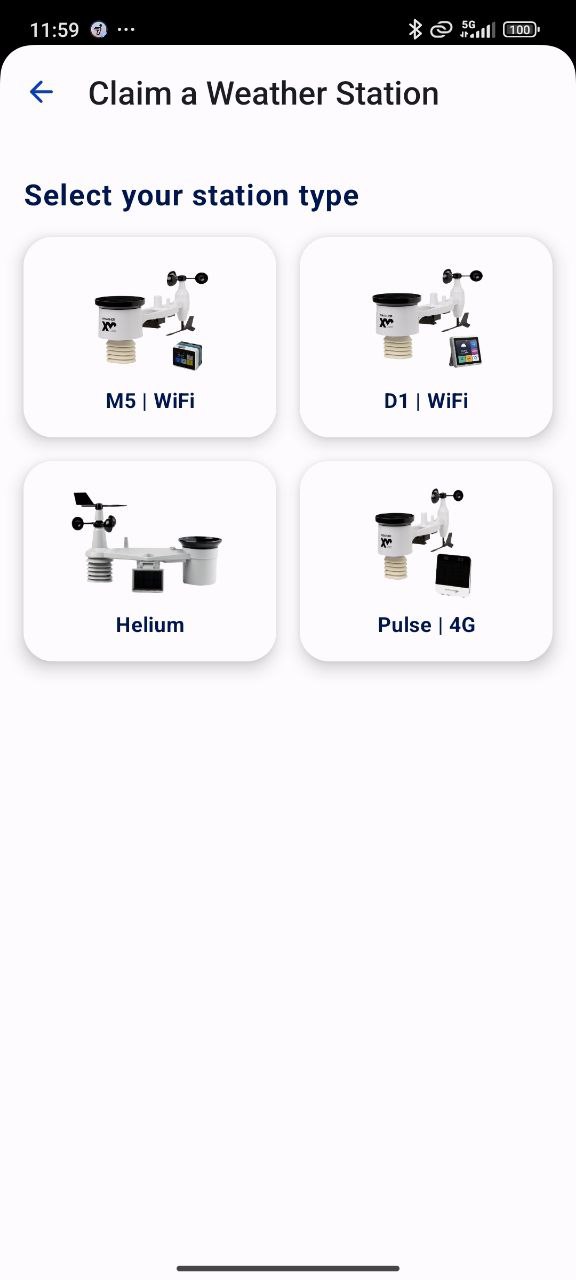 11:59
5G
100
Claim a Weather Station
Select your station type
M5 | WiFi
D1 | WiFi
Helium
Pulse | 4G